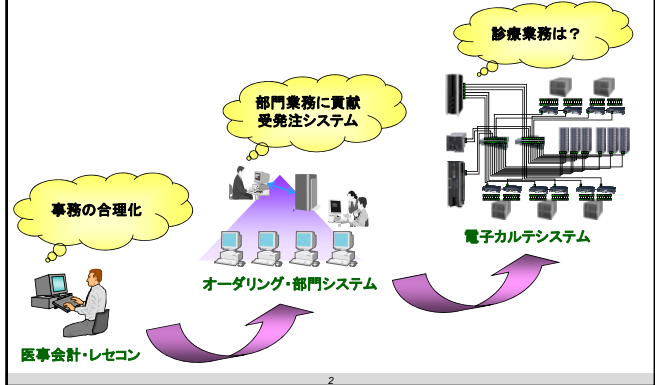 診療業務は？
部門業務に貢献
受発注システム
事務の合理化
電子カルテシステム
オーダリング・部門システム
医事会計・レセコン
2